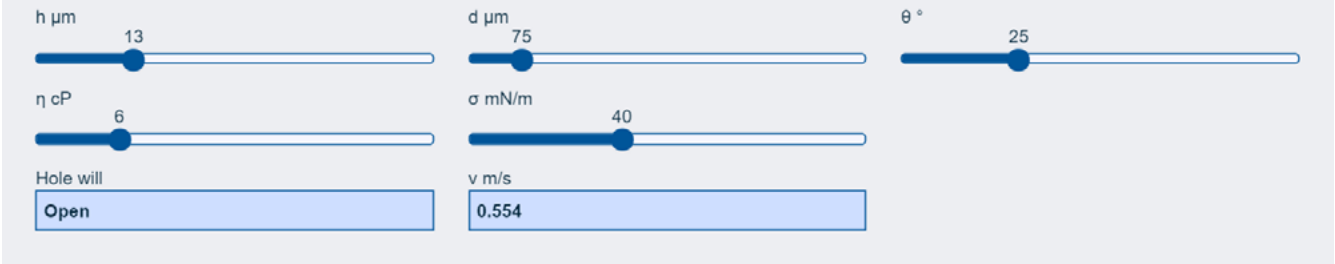 h μm d μm θ °
13 75 25
η cP σ mN/m
6 40
Hole will v m/s
Open 0.554